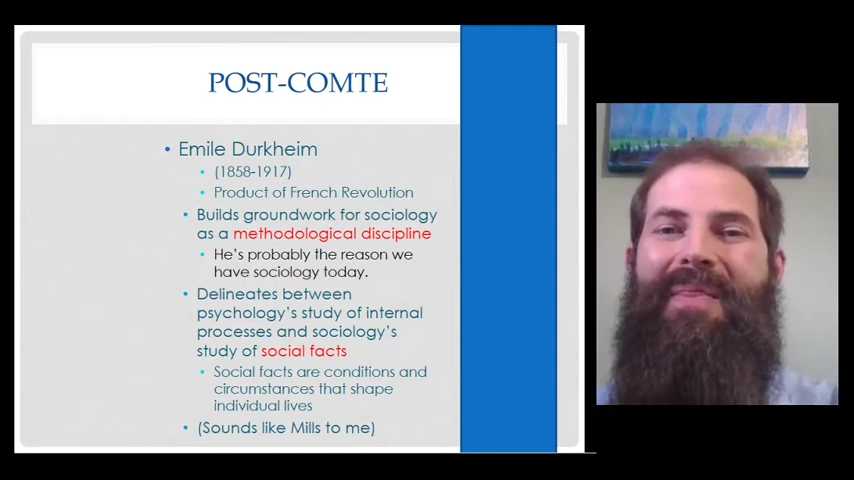 POST-COMTE
• Emile Durkheim
• (1858-1917)
• Product of French Revolution
• Builds groundwork for sociology
as a methodological discipline
• He's probably the reason we
have sociology today.
• Delineates between
psychology's study of internal
processes and sociology's
study of social facts
• Social facts are conditions and
circumstances that shape
individual lives
• (Sounds like Mills to me)